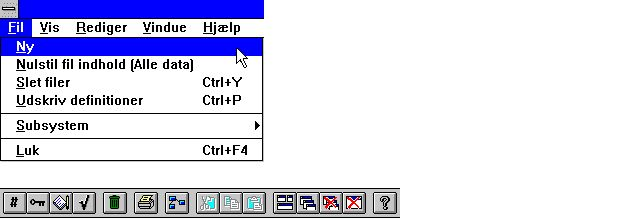 Fil Vis Rediger Vindue Hjælp
Ny
Nulstil fil indhold (Alle data)
Slet filer Ctrl+Y
Udskriv definitioner Ctrl+P
Subsystem
Luk Ctrl+F4
# ?